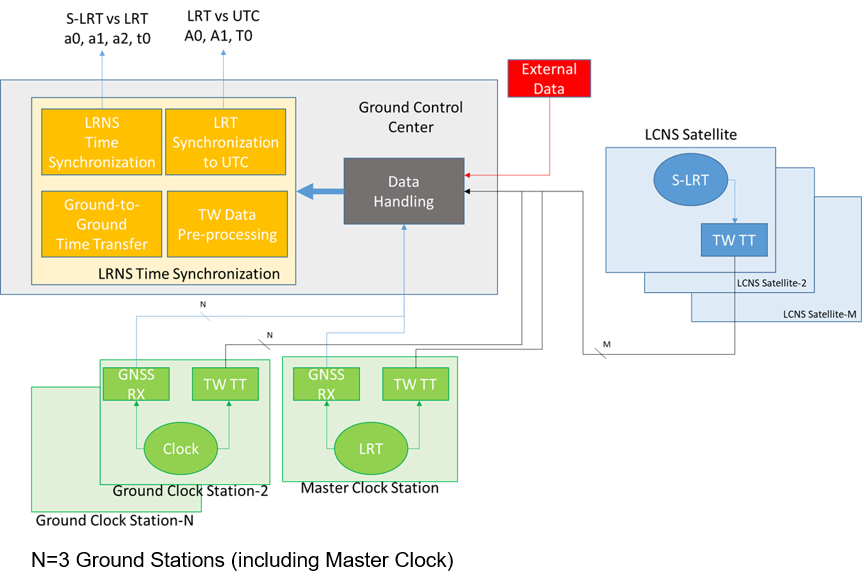 S-LRT vs LRT
a0, a1, a2, t0
LRT vs UTC
A0, A1, T0
External
Data
Ground Control
Center
LRNS
Time
Synchronization
LRT
Synchronization
to UTC
Ground-to-
Ground
Time Transfer
TW Data
Pre-processing
LRNS Time Synchronization
Data
Handling
LCNS Satellite
S-LRT
TW TT
LCNS Satellite-2
LCNS Satellite-M
N
N
M
GNSS
RX
TW TT
Clock
Ground Clock Station-2
Ground Clock Station-N
GNSS
RX
TW TT
LRT
Master Clock Station
N=3 Ground Stations (including Master Clock)